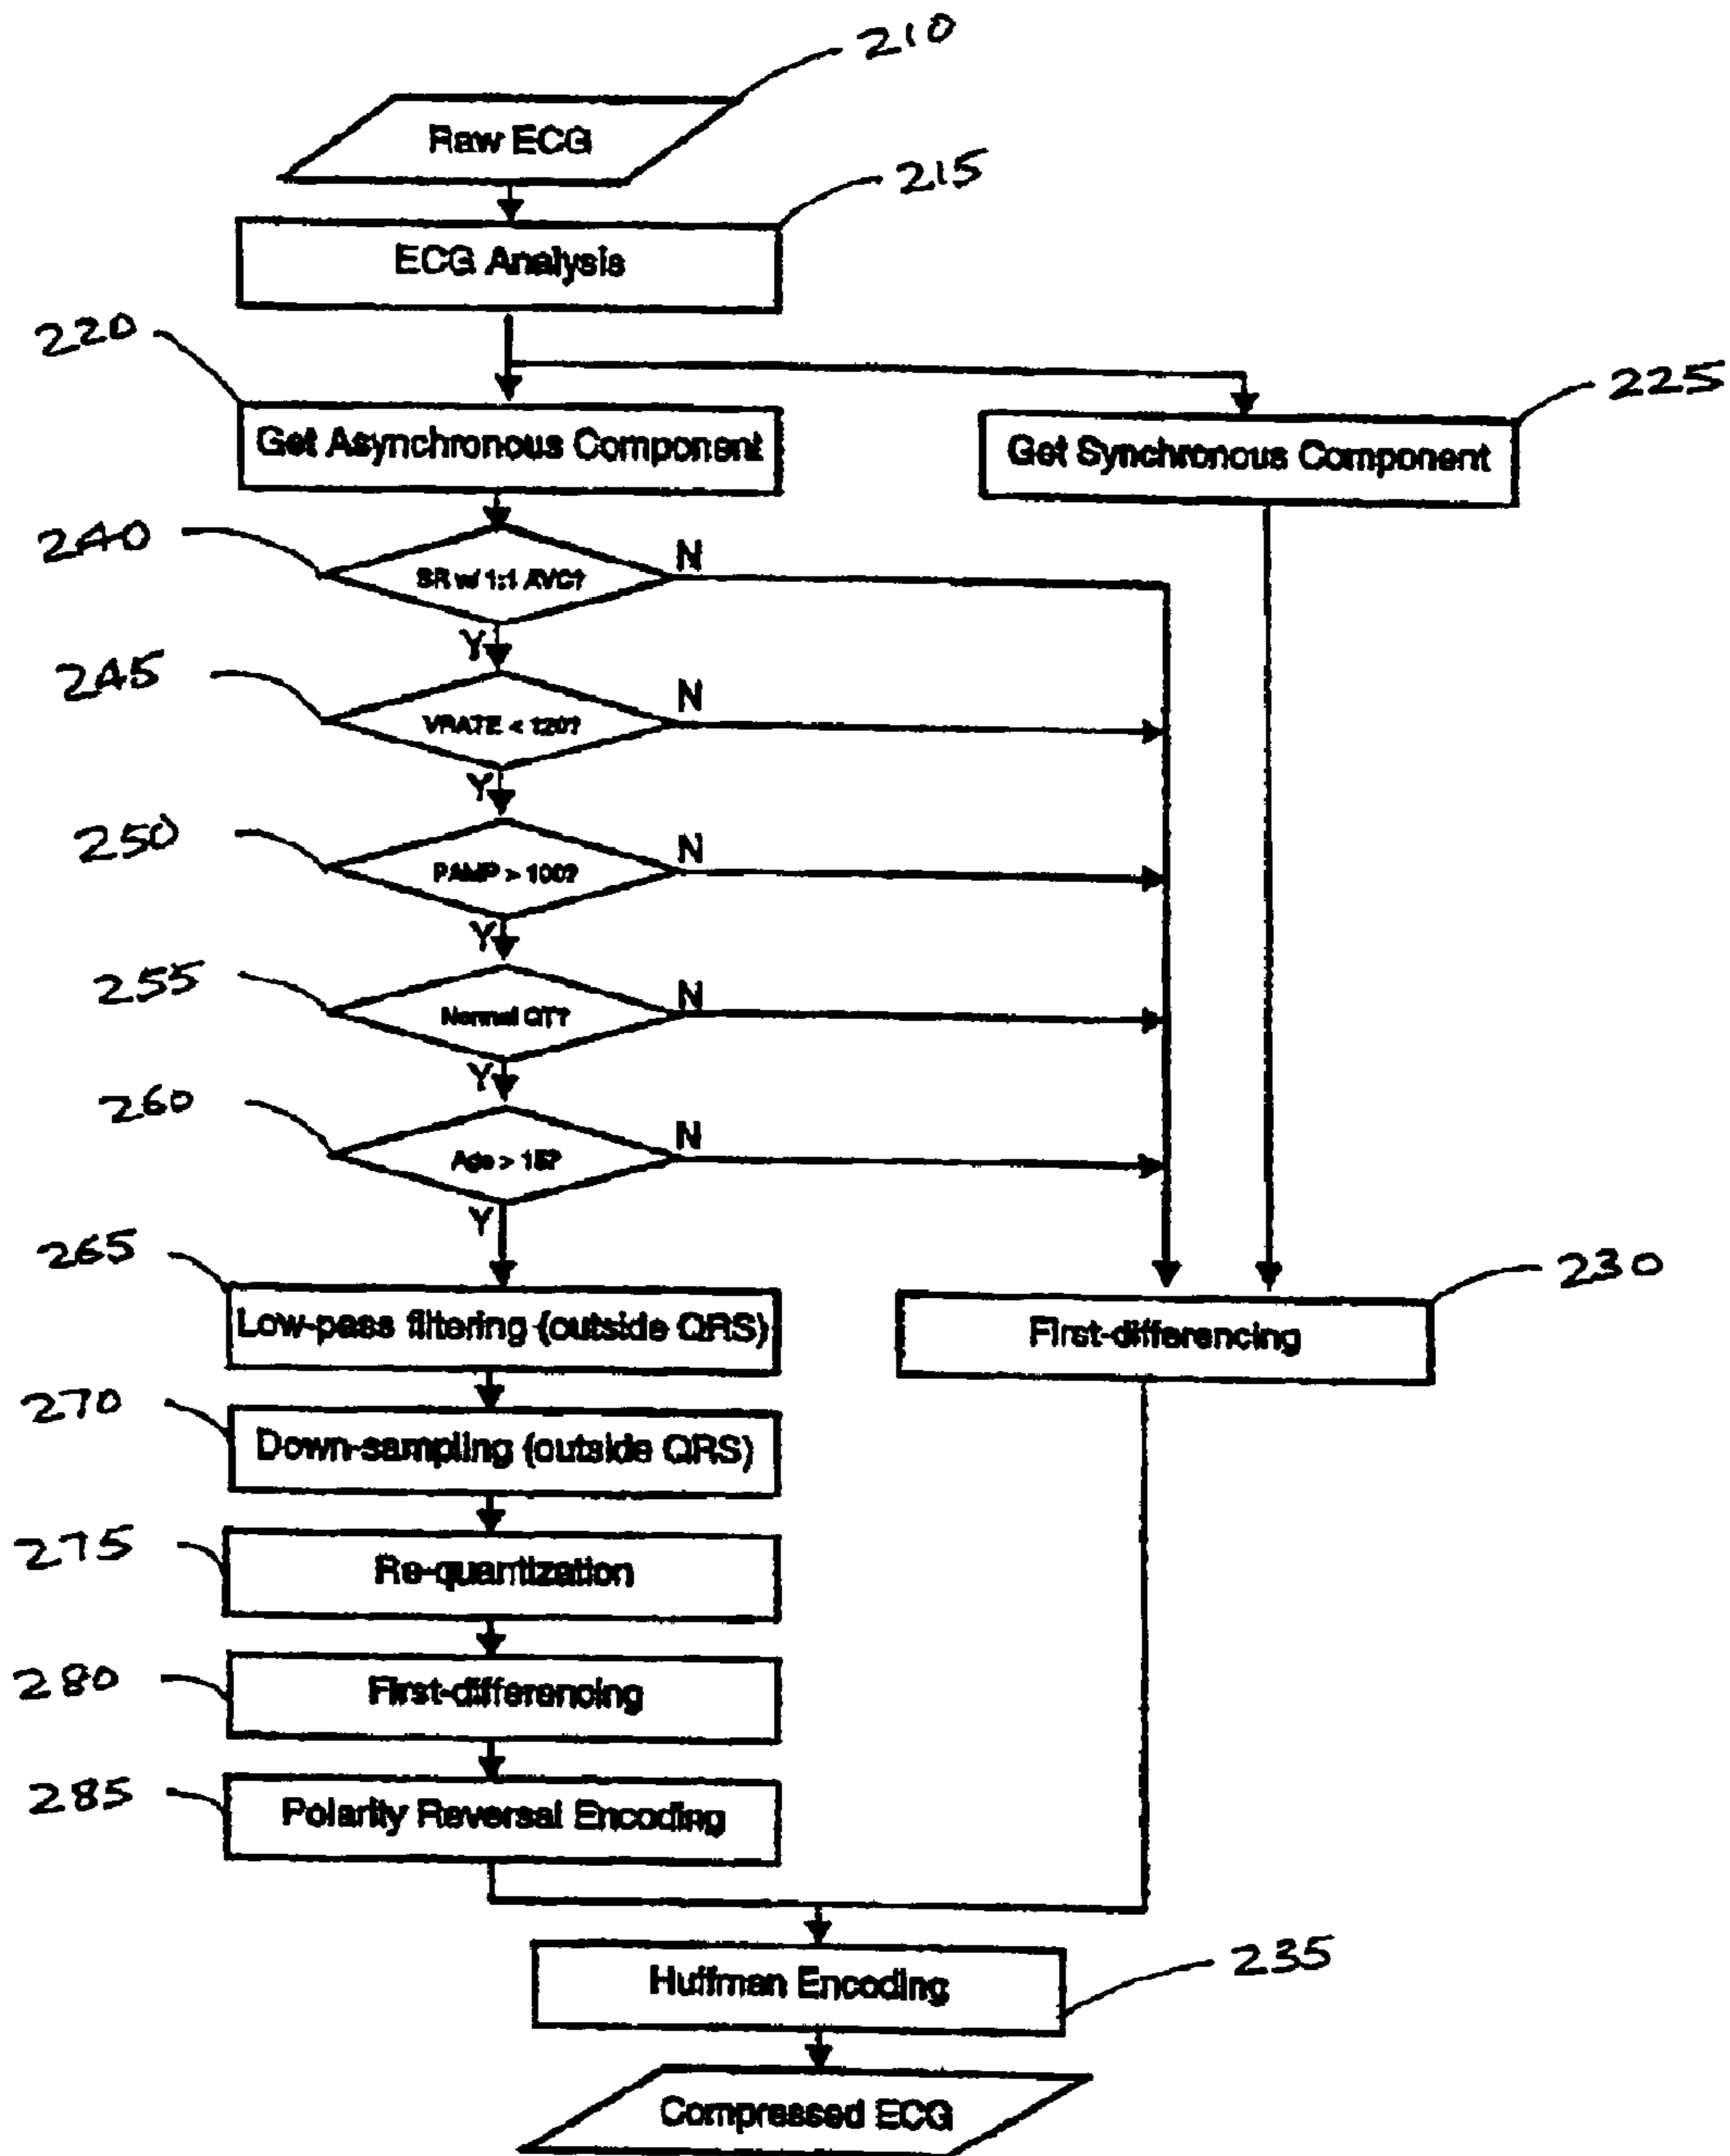 210
Raw ECG
215
ECG Analysis
220
225
Get Asynchronous Component
Get Synchronous Component
240
N
SR w/ 1:1 AVC?
Y
245
N
VRATE < 120?
Y
250
N
PAMP > 100?
Y
255
N
Normal QT?
Y
260
N
Age > 15?
Y
265
230
Low-pass filtering (outside QRS)
First-differencing
270
Down-sampling (outside QRS)
275
Re-quantization
280
First-differencing
285
Polarity Reversal Encoding
235
Huffman Encoding
Compressed ECG